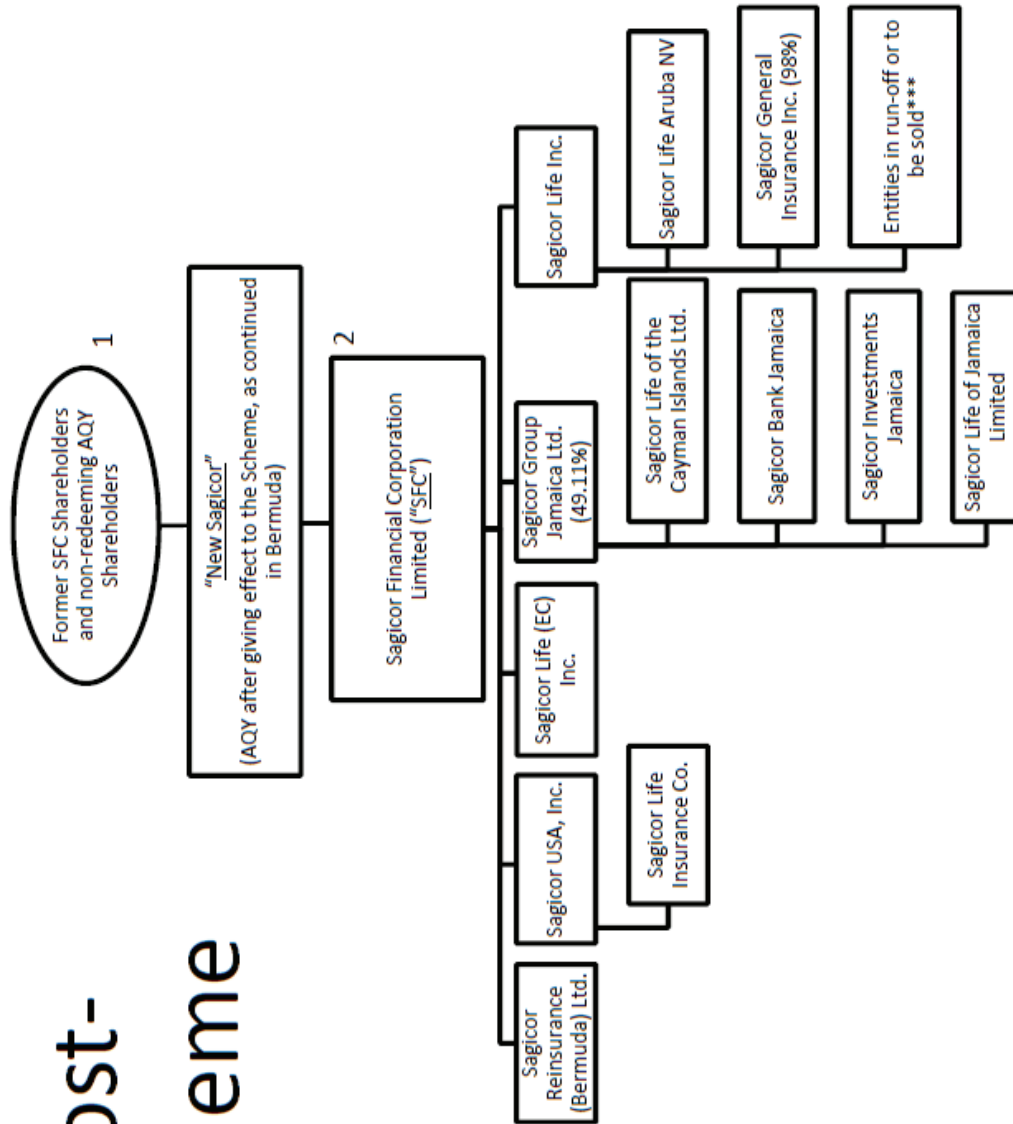 ost-
eme
Former SFC Shareholders
and non-redeeming AQY
Shareholders
1
“New Sagicor”
(AQY after giving effect to the Scheme, as continued
in Bermuda)
Sagicor Financial Corporation
Limited (“SFC”)
2
Sagicor
Reinsurance
(Bermuda) Ltd.
Sagicor USA, Inc.
Sagicor Life
Insurance Co.
Sagicor Life (EC)
Inc.
Sagicor Group
Jamaica Ltd.
(49.11%)
Sagicor Life of the
Cayman Islands Ltd.
Sagicor Bank Jamaica
Sagicor Investments
Jamaica
Sagicor Life of Jamaica
Limited
Sagicor Life Inc.
Sagicor Life Aruba NV
Sagicor General
Insurance Inc. (98%)
Entities in run-off or to
be sold***